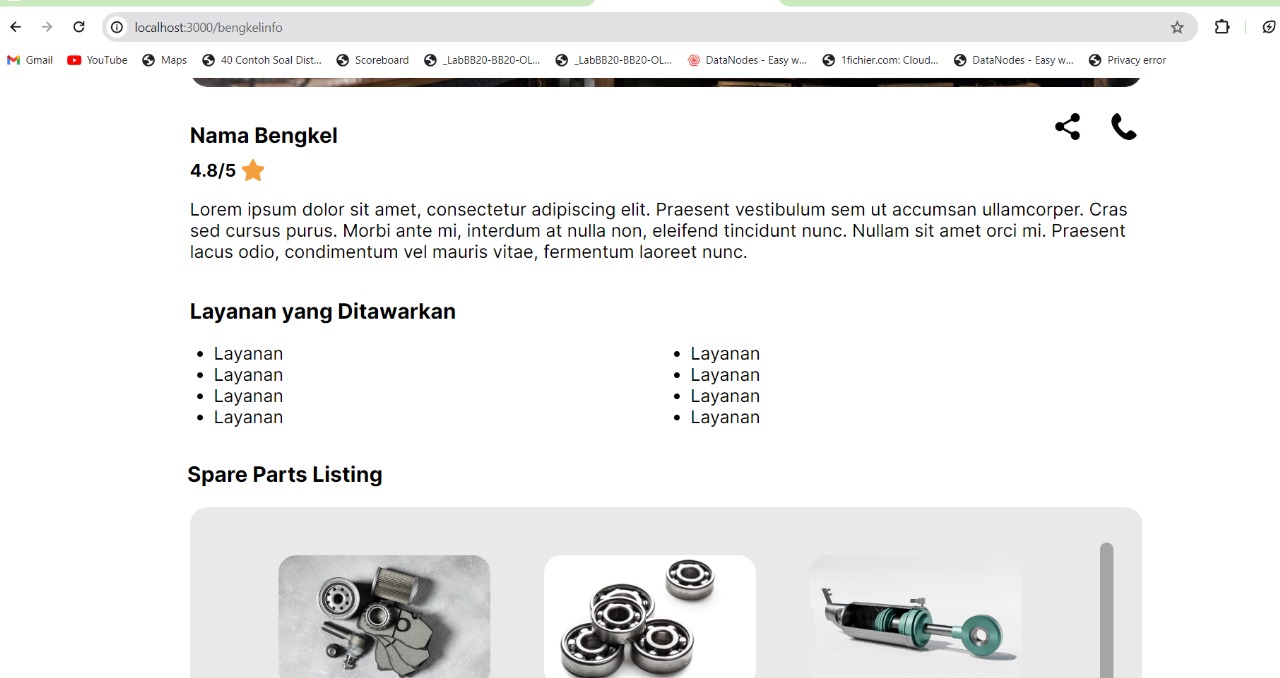 localhost:3000/bengkelinfo
Gmail
YouTube
Maps
40 Contoh Soal Dist...
Scoreboard
_LabBB20-BB20-OL...
_LabBB20-BB20-OL...
DataNodes - Easy w...
1fichier.com: Cloud...
DataNodes - Easy w...
Privacy error
Nama Bengkel
4.8/5
Lorem ipsum dolor sit amet, consectetur adipiscing elit. Praesent vestibulum sem ut accumsan ullamcorper. Cras
sed cursus purus. Morbi ante mi, interdum at nulla non, eleifend tincidunt nunc. Nullam sit amet orci mi. Praesent
lacus odio, condimentum vel mauris vitae, fermentum laoreet nunc.
Layanan yang Ditawarkan
Layanan
Layanan
Layanan
Layanan
Layanan
Layanan
Layanan
Layanan
Spare Parts Listing